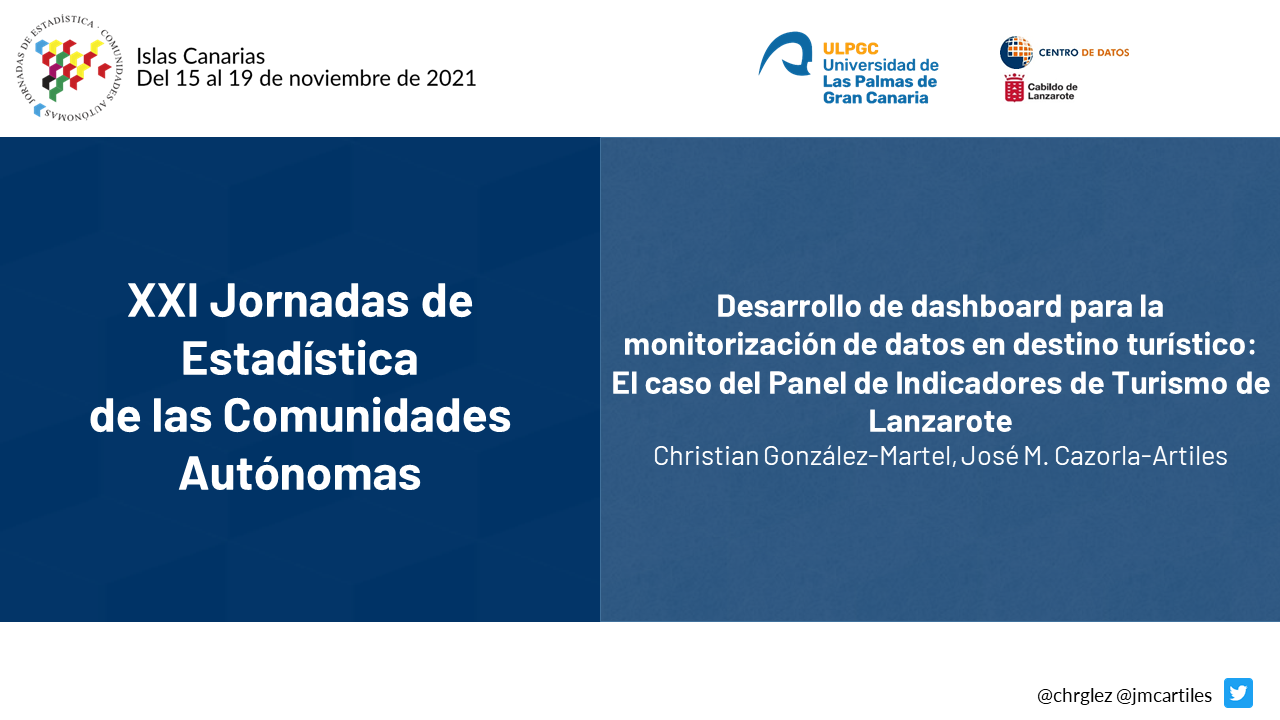 JORNADAS DE ESTADÍSTICA · COMUNIDADES AUTÓNOMAS
Islas Canarias
Del 15 al 19 de noviembre de 2021
ULPGC
Universidad de
Las Palmas de
Gran Canaria
CENTRO DE DATOS
Cabildo de
Lanzarote
XXI Jornadas de
Estadística
de las Comunidades
Autónomas
Desarrollo de dashboard para la
monitorización de datos en destino turístico:
El caso del Panel de Indicadores de Turismo de
Lanzarote
Christian González-Martel, José M. Cazorla-Artiles
@chrglez @jmcartiles